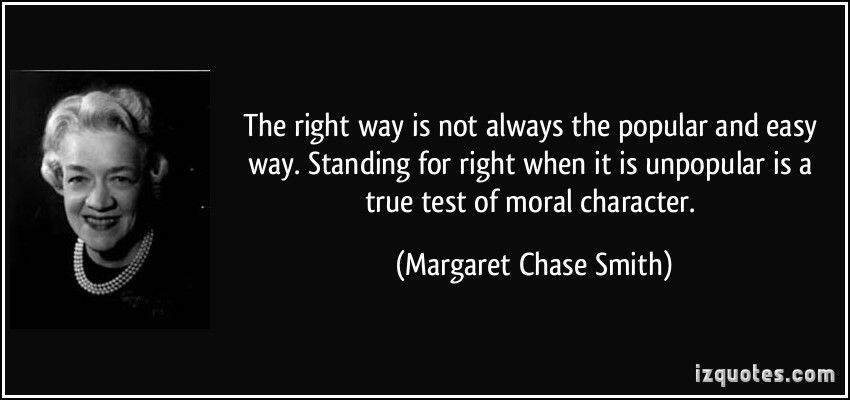 The right way is not always the popular and easy
way. Standing for right when it is unpopular is a
true test of moral character.
(Margaret Chase Smith)
izquotes.com